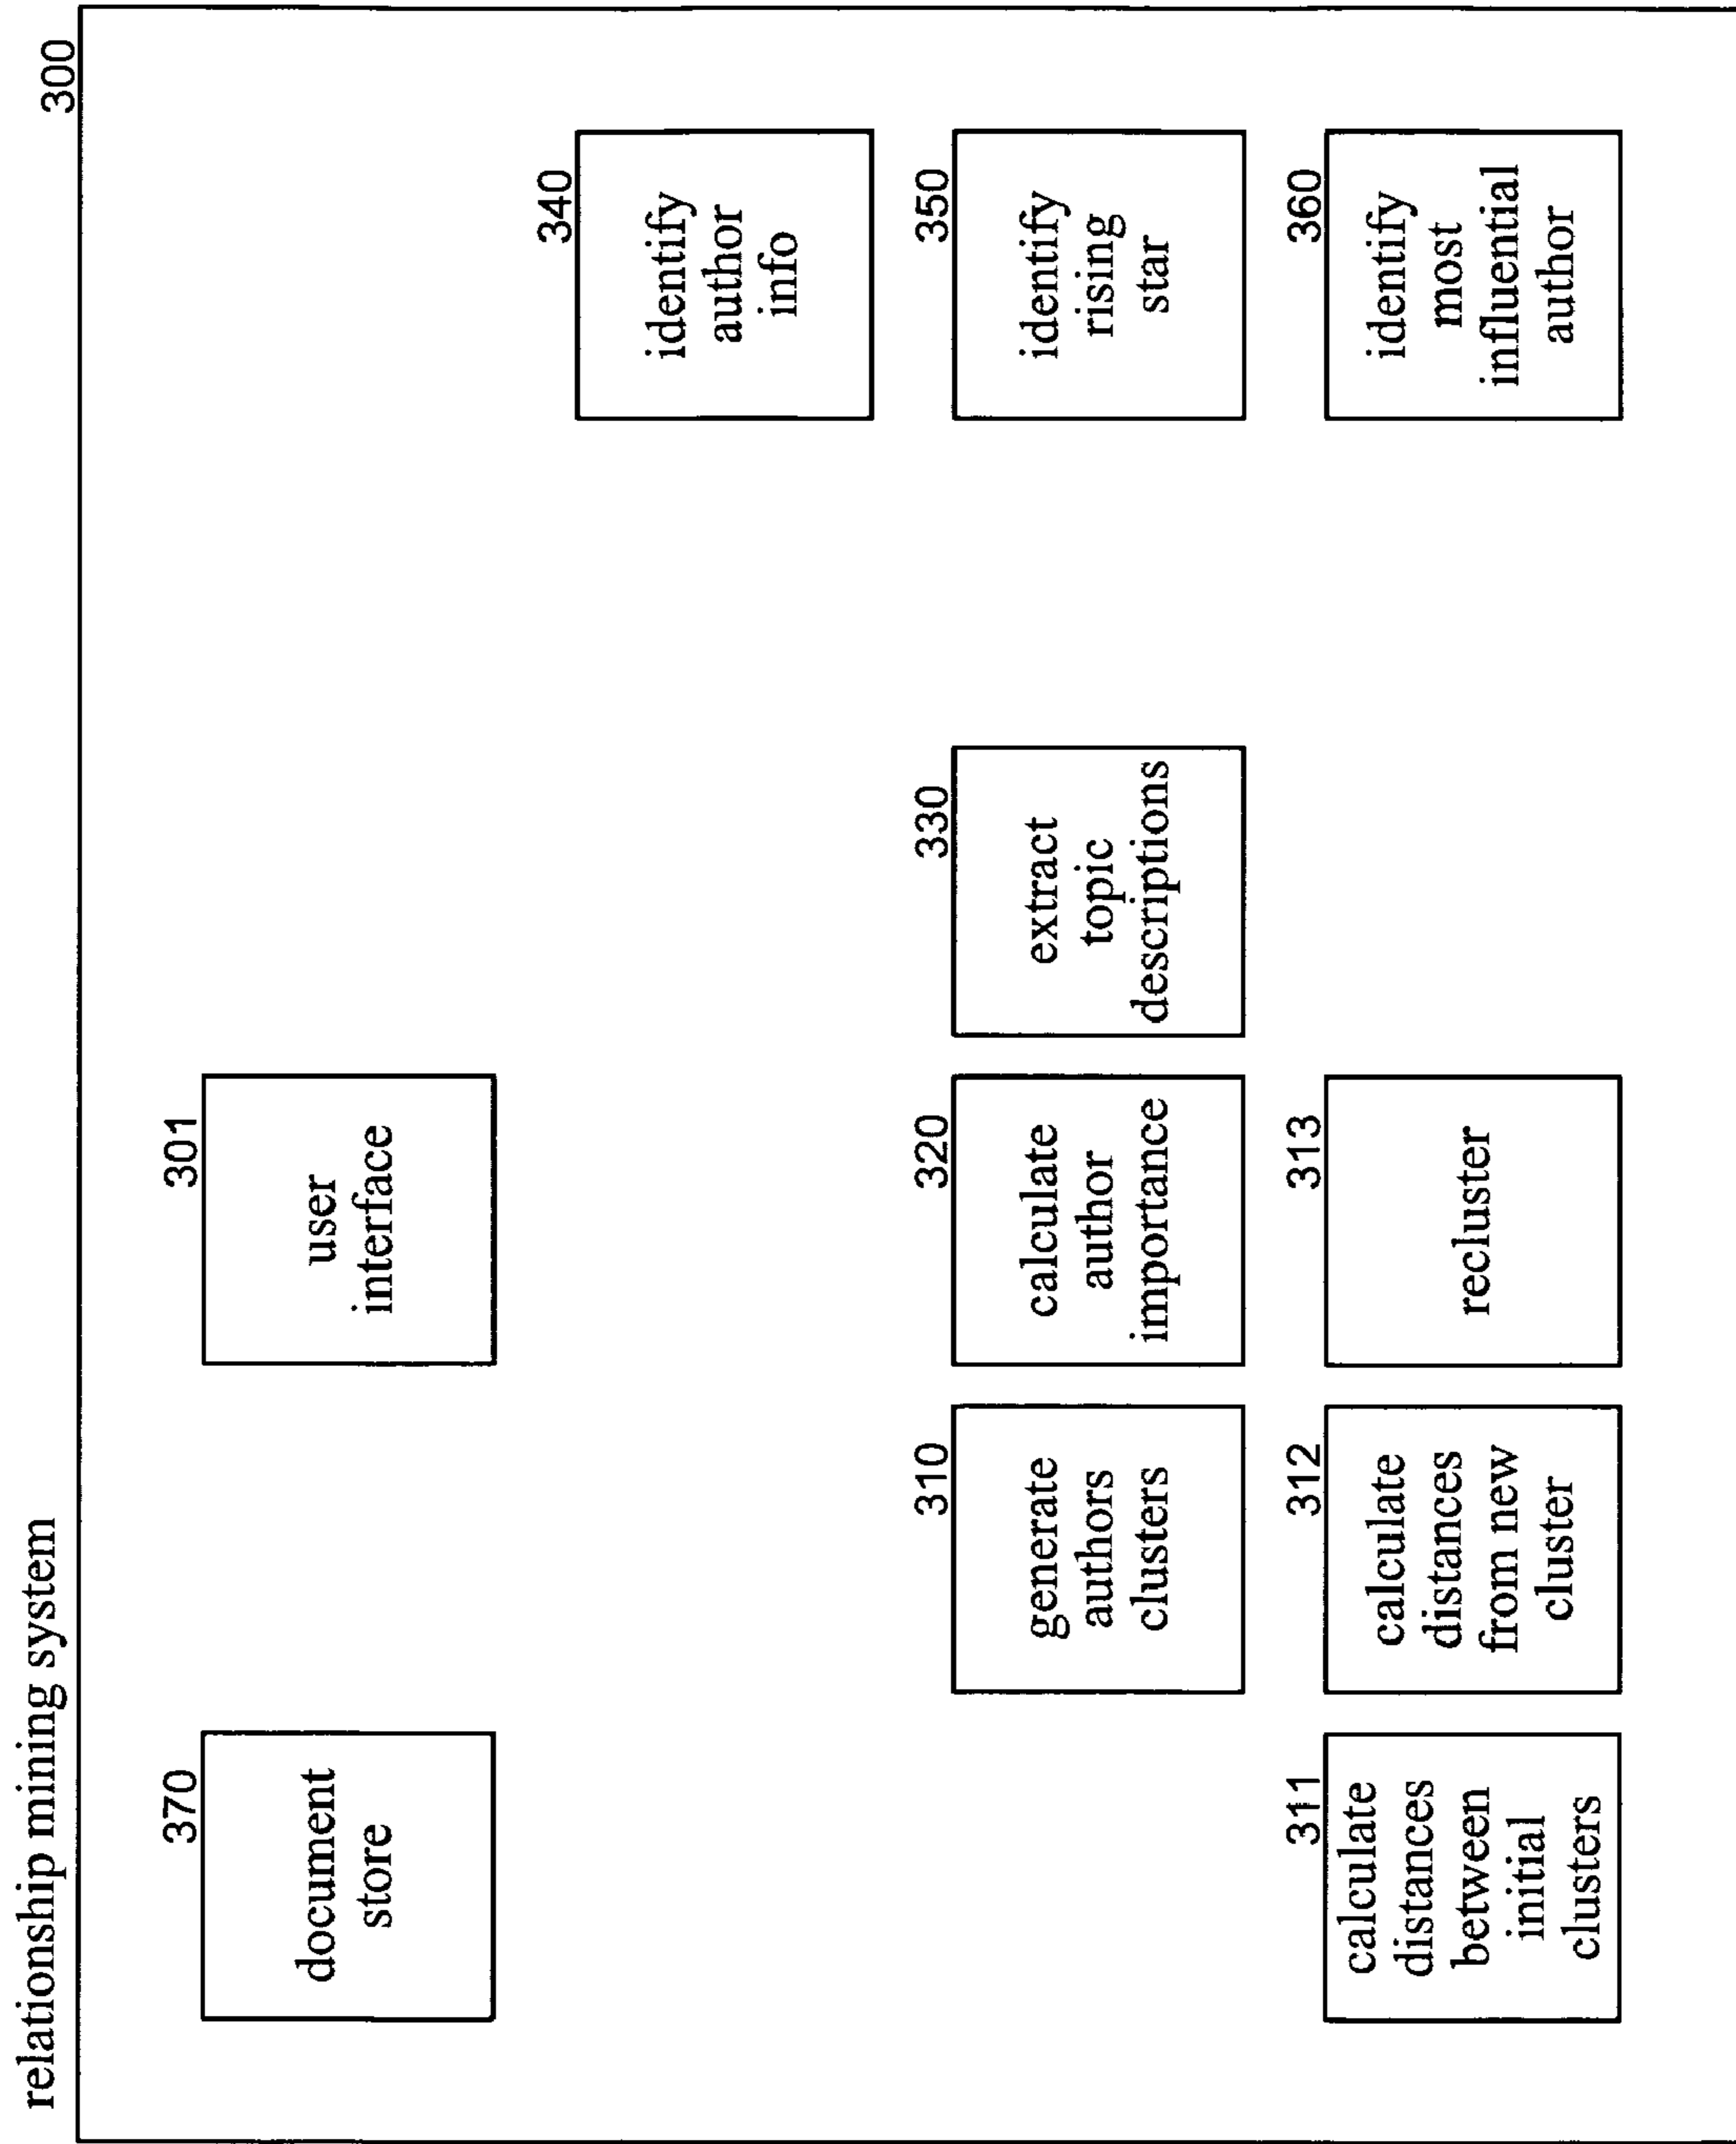 relationship mining system
300
370
document
store
301
user
interface
340
identify
author
info
310
generate
authors
clusters
320
calculate
author
importance
330
extract
topic
descriptions
350
identify
rising
star
311
calculate
distances
between
initial
clusters
312
calculate
distances
from new
cluster
313
recluster
360
identify
most
influential
author